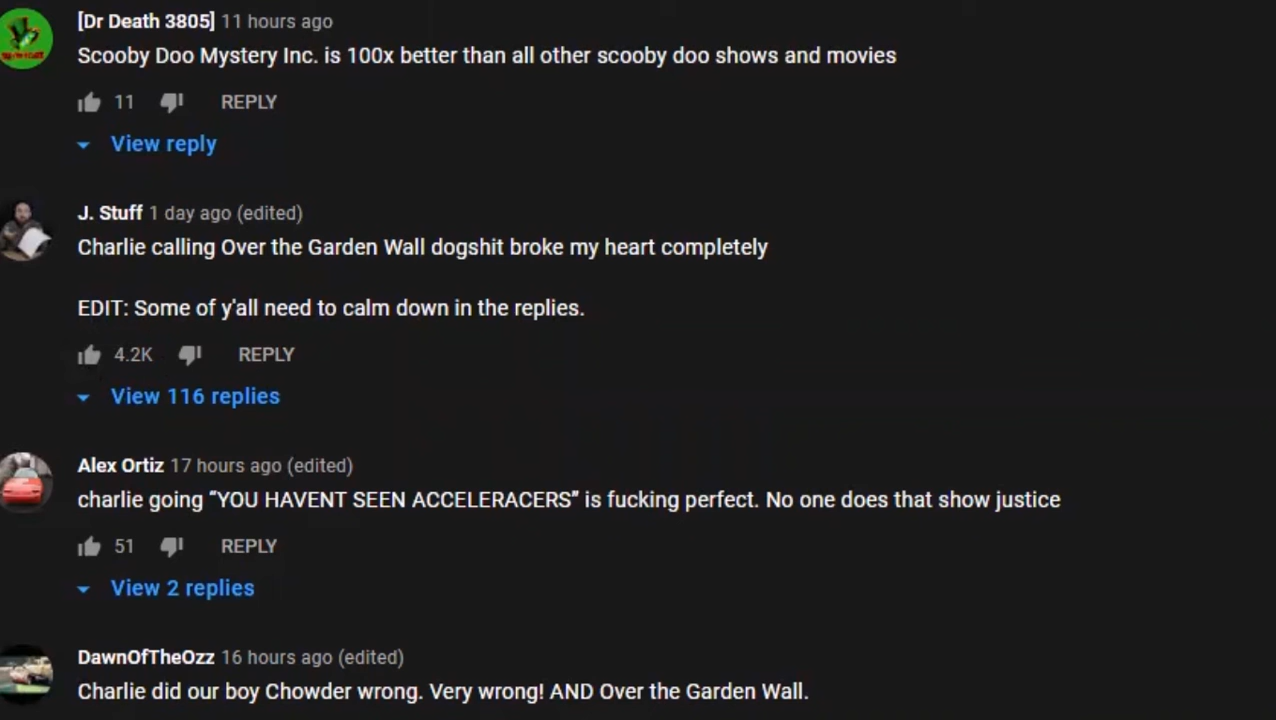 [Dr Death 3805] 11 hours ago
Scooby Doo Mystery Inc. is 100x better than all other scooby doo shows and movies
11 REPLY
View reply
J. Stuff 1 day ago (edited)
Charlie calling Over the Garden Wall dogshit broke my heart completely
EDIT: Some of y'all need to calm down in the replies.
4.2K REPLY
View 116 replies
Alex Ortiz 17 hours ago (edited)
charlie going “YOU HAVENT SEEN ACCELERACERS” is fucking perfect. No one does that show justice
51 REPLY
View 2 replies
DawnOfTheOzz 16 hours ago (edited)
Charlie did our boy Chowder wrong. Very wrong! AND Over the Garden Wall.